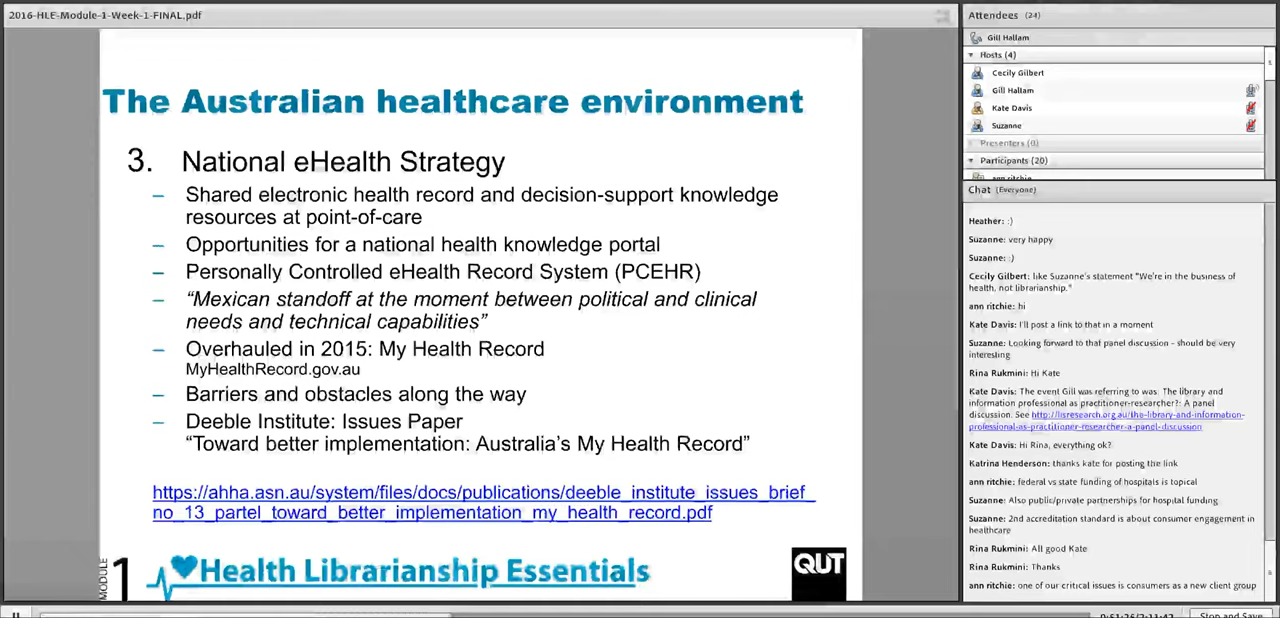 2016-HLE-Module-1-Week-1-FINAL.pdf
The Australian healthcare environment
3. National eHealth Strategy
– Shared electronic health record and decision-support knowledge
resources at point-of-care
– Opportunities for a national health knowledge portal
– Personally Controlled eHealth Record System (PCEHR)
– “Mexican standoff at the moment between political and clinical
needs and technical capabilities”
– Overhauled in 2015: My Health Record
MyHealthRecord.gov.au
– Barriers and obstacles along the way
– Deeble Institute: Issues Paper
“Toward better implementation: Australia’s My Health Record”
https://ahha.asn.au/system/files/docs/publications/deeble_institute_issues_brief_
no_13_partel_toward_better_implementation_my_health_record.pdf
MODULE 1 Health Librarianship Essentials
QUT
Attendees (24)
Gill Hallam
Hosts (4)
Cecily Gilbert
Gill Hallam
Kate Davis
Suzanne
Presenters (0)
Participants (20)
ann ritchie
Chat (Everyone)
Heather: :)
Suzanne: very happy
Suzanne: :)
Cecily Gilbert: like Suzanne's statement "We're in the business of
health, not librarianship."
ann ritchie: hi
Kate Davis: I'll post a link to that in a moment
Suzanne: Looking forward to that panel discussion - should be very
interesting
Rina Rukmini: Hi Kate
Kate Davis: The event Gill was referring to was: The library and
information professional as practitioner-researcher?: A panel
discussion. See http://lisresearch.org.au/the-library-and-information-
professional-as-practitioner-researcher-a-panel-discussion
Kate Davis: Hi Rina, everything ok?
Katrina Henderson: thanks kate for posting the link
ann ritchie: federal vs state funding of hospitals is topical
Suzanne: Also public/private partnerships for hospital funding
Suzanne: 2nd accreditation standard is about consumer engagement in
healthcare
Rina Rukmini: All good Kate
Rina Rukmini: Thanks
ann ritchie: one of our critical issues is consumers as a new client group
Stop and Save